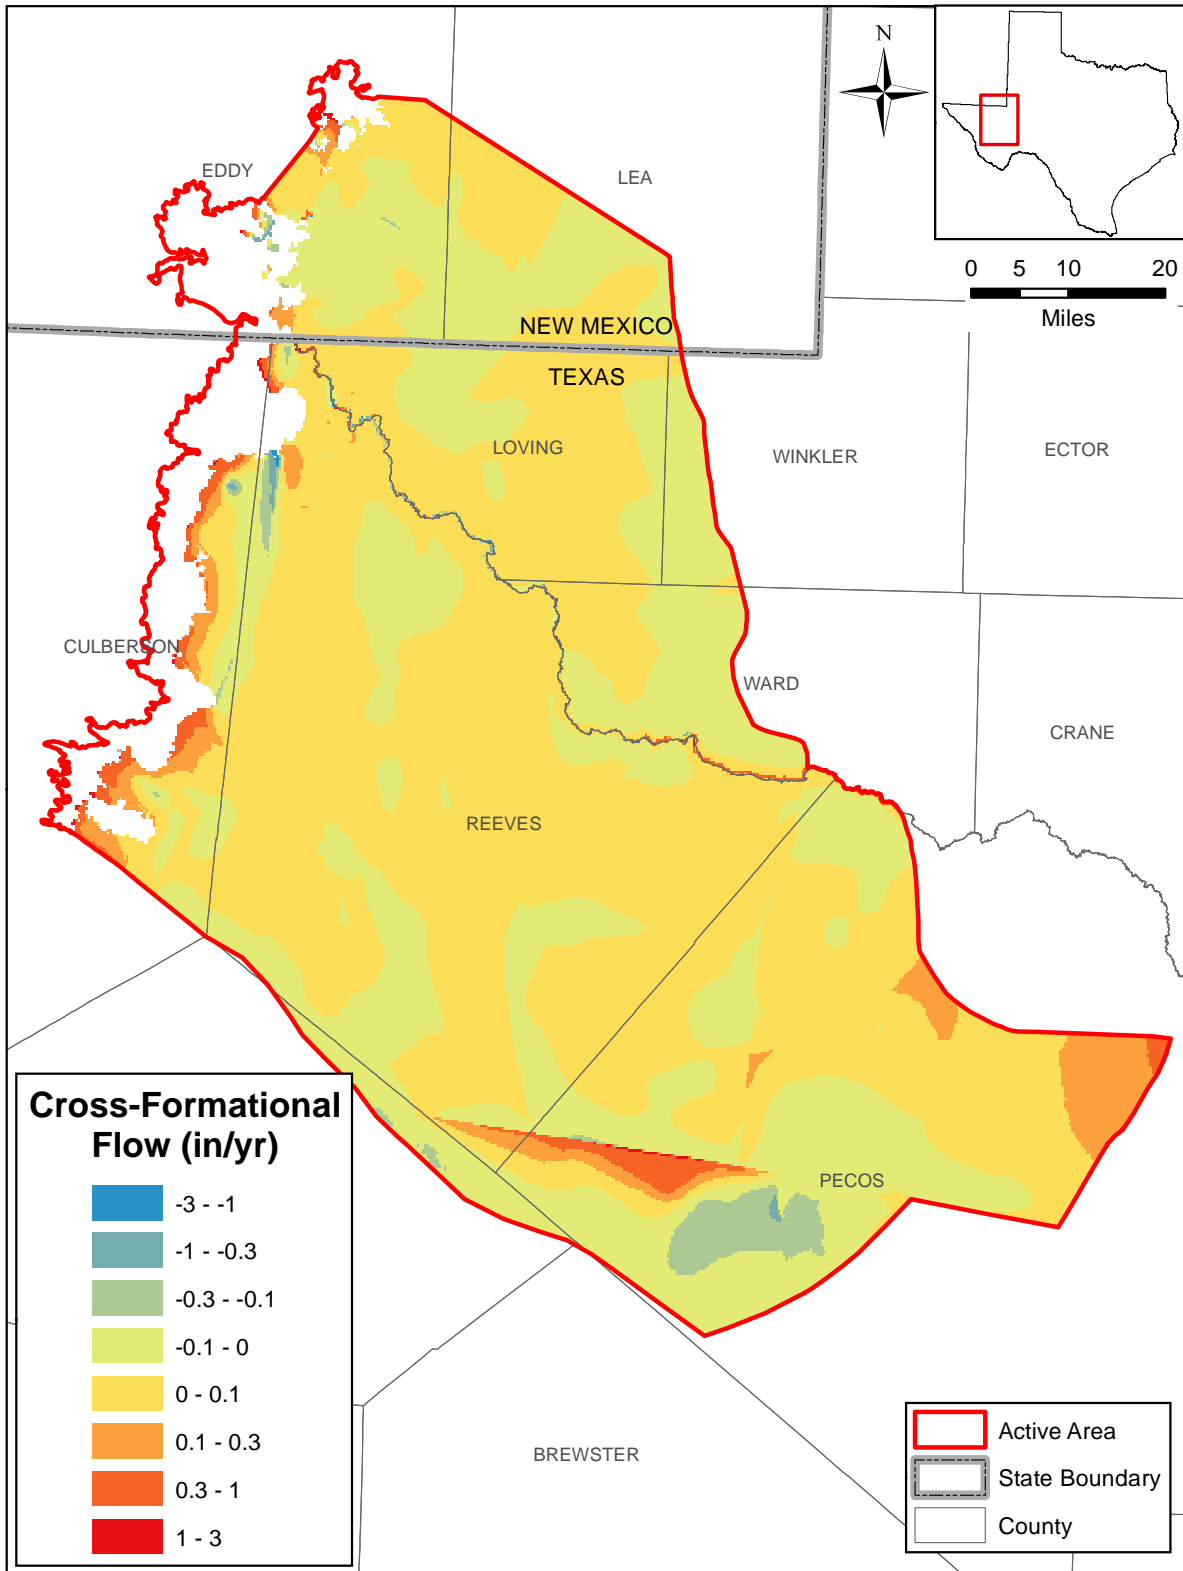 N
EDDY
LEA
0 5 10 20
Miles
NEW MEXICO
TEXAS
LOVING
WINKLER
ECTOR
CULBERSON
WARD
CRANE
REEVES
PECOS
BREWSTER
Cross-Formational
Flow (in/yr)
-3 - -1
-1 - -0.3
-0.3 - -0.1
-0.1 - 0
0 - 0.1
0.1 - 0.3
0.3 - 1
1 - 3
Active Area
State Boundary
County